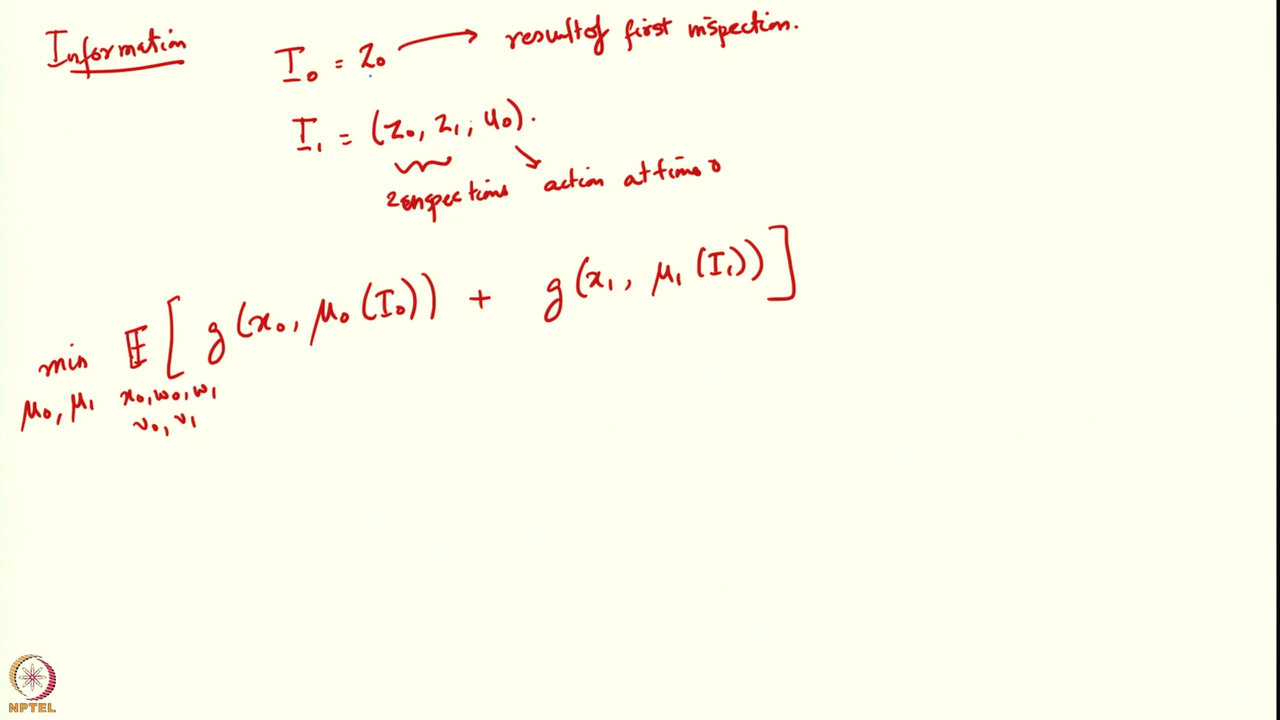 Information
I₀ = z₀ → result of first inspection.
I₁ = (z₀, z₁, u₀).
2 inspections action at time 0
min 𝔼 [ g(x₀, μ₀(I₀)) + g(x₁, μ₁(I₁)) ]
μ₀, μ₁ x₀, w₀, w₁
v₀, v₁
NPTEL